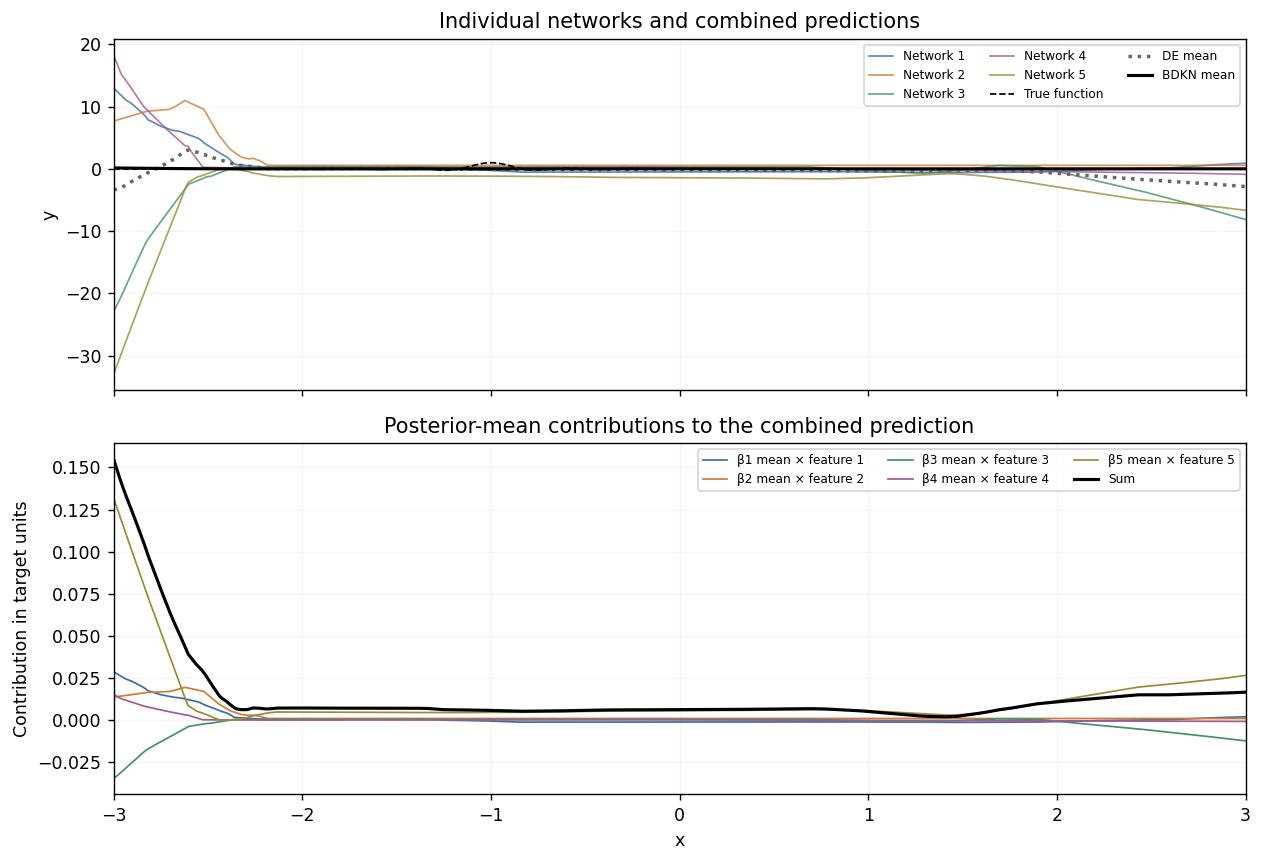 Individual networks and combined predictions
20
10
0
−10
−20
−30
y
Network 1
Network 2
Network 3
Network 4
Network 5
True function
DE mean
BDKN mean
Posterior-mean contributions to the combined prediction
0.150
0.125
0.100
0.075
0.050
0.025
0.000
−0.025
Contribution in target units
β1 mean × feature 1
β2 mean × feature 2
β3 mean × feature 3
β4 mean × feature 4
β5 mean × feature 5
Sum
−3
−2
−1
0
1
2
3
x